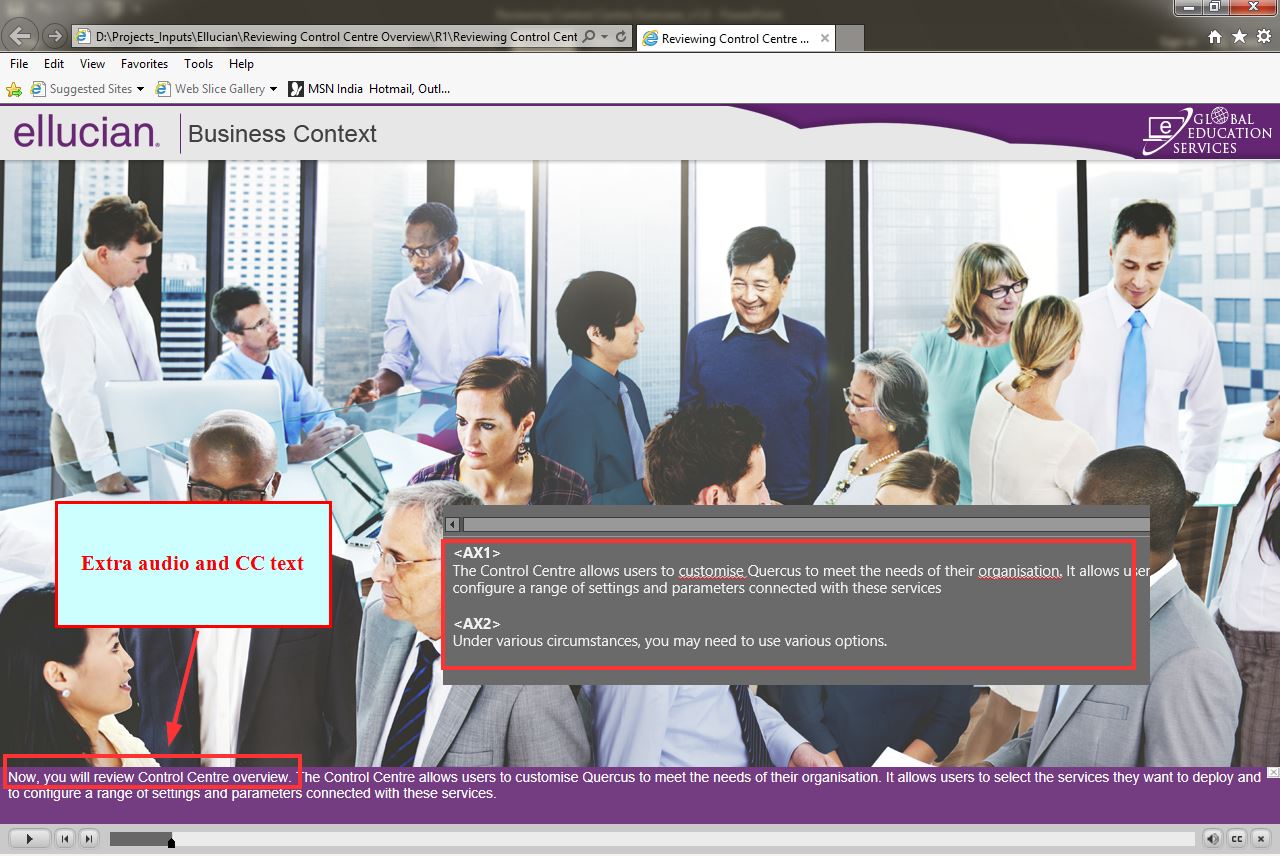 D:\Projects_Inputs\Ellucian\Reviewing Control Centre Overview\R1\Reviewing Control Cent
Reviewing Control Centre ...
File Edit View Favorites Tools Help
Suggested Sites Web Slice Gallery MSN India Hotmail, Outl...
ellucian. Business Context
e GLOBAL
EDUCATION
SERVICES
Extra audio and CC text
<AX1>
The Control Centre allows users to customise Quercus to meet the needs of their organisation. It allows user
configure a range of settings and parameters connected with these services
<AX2>
Under various circumstances, you may need to use various options.
Now, you will review Control Centre overview. The Control Centre allows users to customise Quercus to meet the needs of their organisation. It allows users to select the services they want to deploy and
to configure a range of settings and parameters connected with these services.
CC